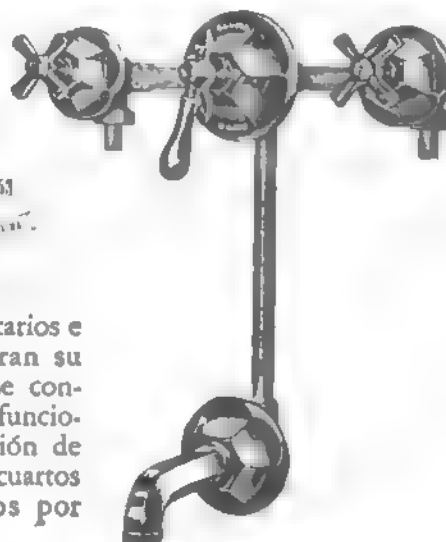 tarios e
ran su
e con-
funcio-
ión de
cuartos
os por